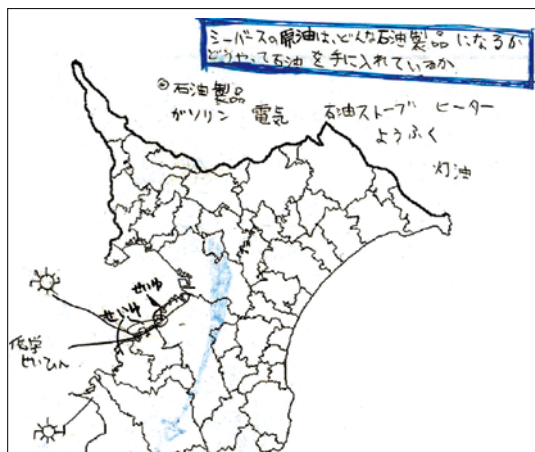 シーバースの原油は、どんな石油製品になるか
どうやって石油を手に入れているか
◎石油製品
ガソリン 電気 石油ストーブ ヒーター
ようふく
灯油
せいゆ
せいゆ
化学
せいひん